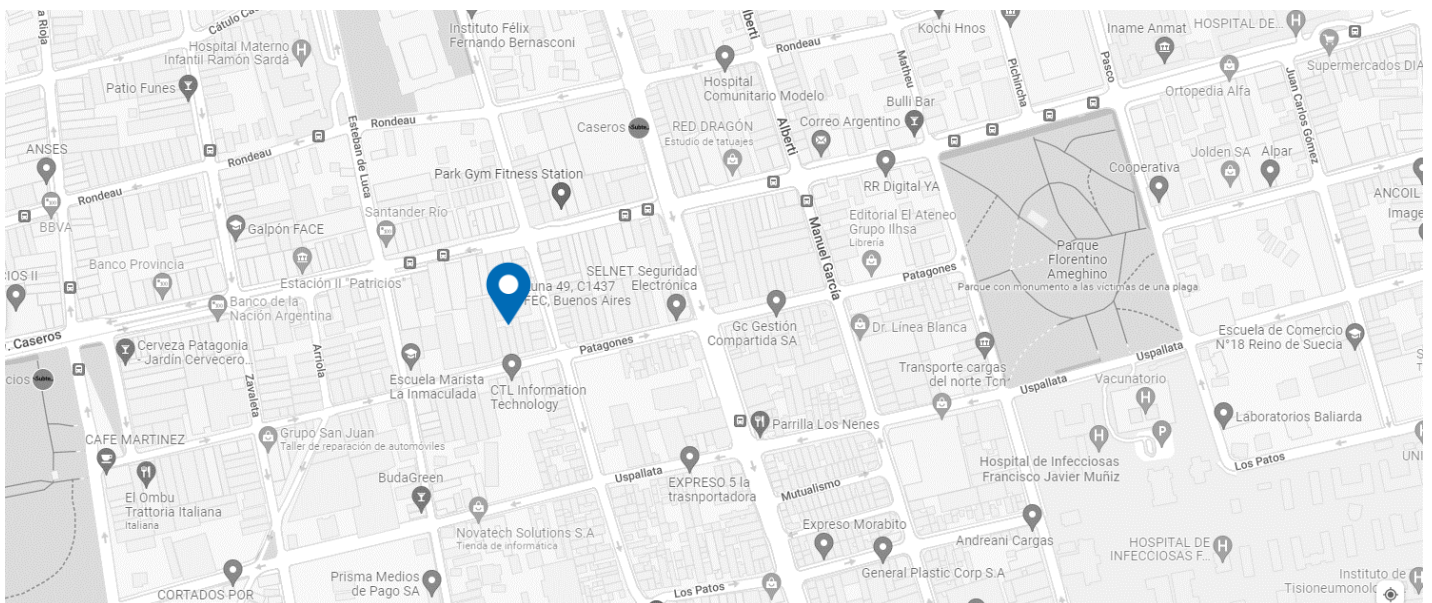 Cátulo
Hospital Materno
Infantil Ramón Sardá
Instituto Félix
Fernando Bernasconi
Alberti
Rondeau
Hospital
Comunitario Modelo
Kochi Hnos
Matheu
Pichincha
Pasco
Iname Anmat
HOSPITAL DE...
Supermercados DIA
Ortopedia Alfa
Juan Carlos Gómez
Patio Funes
Rondeau
Esteban de Luca
Caseros
RED DRAGÓN
Estudio de tatuajes
Alberti
Correo Argentino
Bulli Bar
ANSES
Rondeau
Rondeau
BBVA
Park Gym Fitness Station
RR Digital YA
Cooperativa
Jolden SA
Alpar
ANCOIL
Galpón FACE
Santander Río
Manuel García
Editorial El Ateneo
Grupo Ilhsa
Librería
Parque
Florentino
Ameghino
Parque con monumento a las víctimas de una plaga
Banco Provincia
Estación II "Patricios"
Banco de la
Nación Argentina
una 49, C1437
FEC, Buenos Aires
SELNET Seguridad
Electrónica
Patagones
Gc Gestión
Compartida SA
Dr. Línea Blanca
Caseros
Cerveza Patagonia
- Jardín Cervecero...
Arriola
Zavaleta
Escuela Marista
La Inmaculada
CTL Information
Technology
Patagones
Transporte cargas
del norte Tcn
Uspallata
Uspallata
Vacunatorio
Escuela de Comercio
N°18 Reino de Suecia
Laboratorios Baliarda
CAFE MARTINEZ
Grupo San Juan
Taller de reparación de automóviles
Parrilla Los Nenes
Hospital de Infecciosas
Francisco Javier Muñiz
P
Los Patos
El Ombu
Trattoria Italiana
Italiana
BudaGreen
Uspallata
EXPRESO 5 la
trasnportadora
Mutualismo
Novatech Solutions S.A
Tienda de informática
Expreso Morabito
Andreani Cargas
HOSPITAL DE
INFECCIOSAS F...
General Plastic Corp S.A
Prisma Medios
de Pago SA
CORTADOS POR
Los Patos
Instituto de